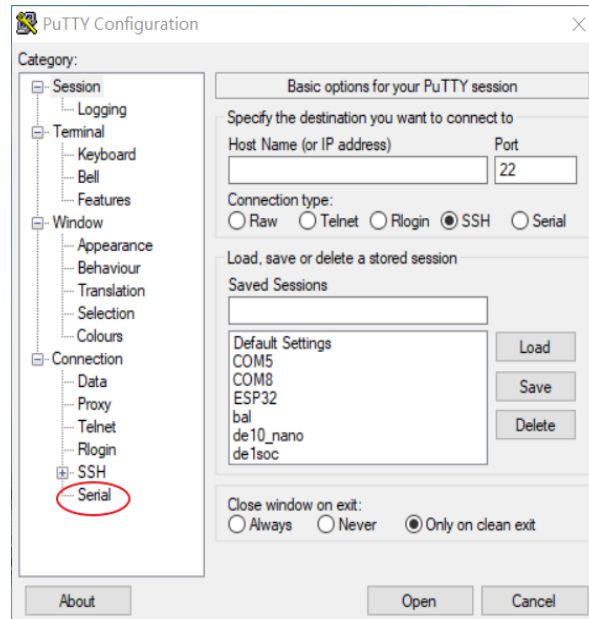 PuTTY Configuration
Category:
Session
Logging
Terminal
Keyboard
Bell
Features
Window
Appearance
Behaviour
Translation
Selection
Colours
Connection
Data
Proxy
Telnet
Rlogin
SSH
Serial
Basic options for your PuTTY session
Specify the destination you want to connect to
Host Name (or IP address) Port
22
Connection type:
Raw Telnet Rlogin SSH Serial
Load, save or delete a stored session
Saved Sessions
Default Settings
COM5
COM8
ESP32
bal
de10_nano
de1soc
Load
Save
Delete
Close window on exit:
Always Never Only on clean exit
About Open Cancel